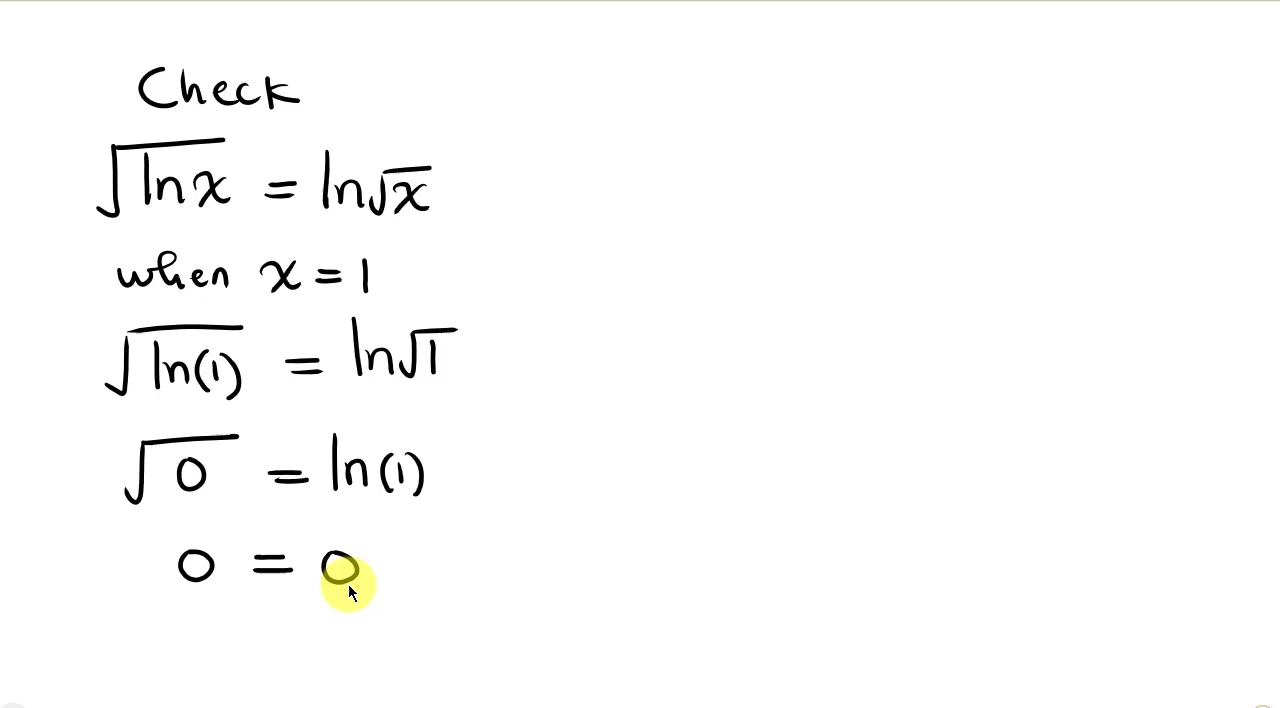 Check
√ln x = ln√x
when x = 1
√ln(1) = ln√1
√0 = ln(1)
0 = 0